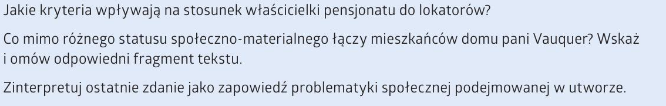 Jakie kryteria wpływają na stosunek właścicielki pensjonatu do lokatorów?
Co mimo różnego statusu społeczno-materialnego łączy mieszkańców domu pani Vauquer? Wskaż
i omów odpowiedni fragment tekstu.
Zinterpretuj ostatnie zdanie jako zapowiedź problematyki społecznej podejmowanej w utworze.